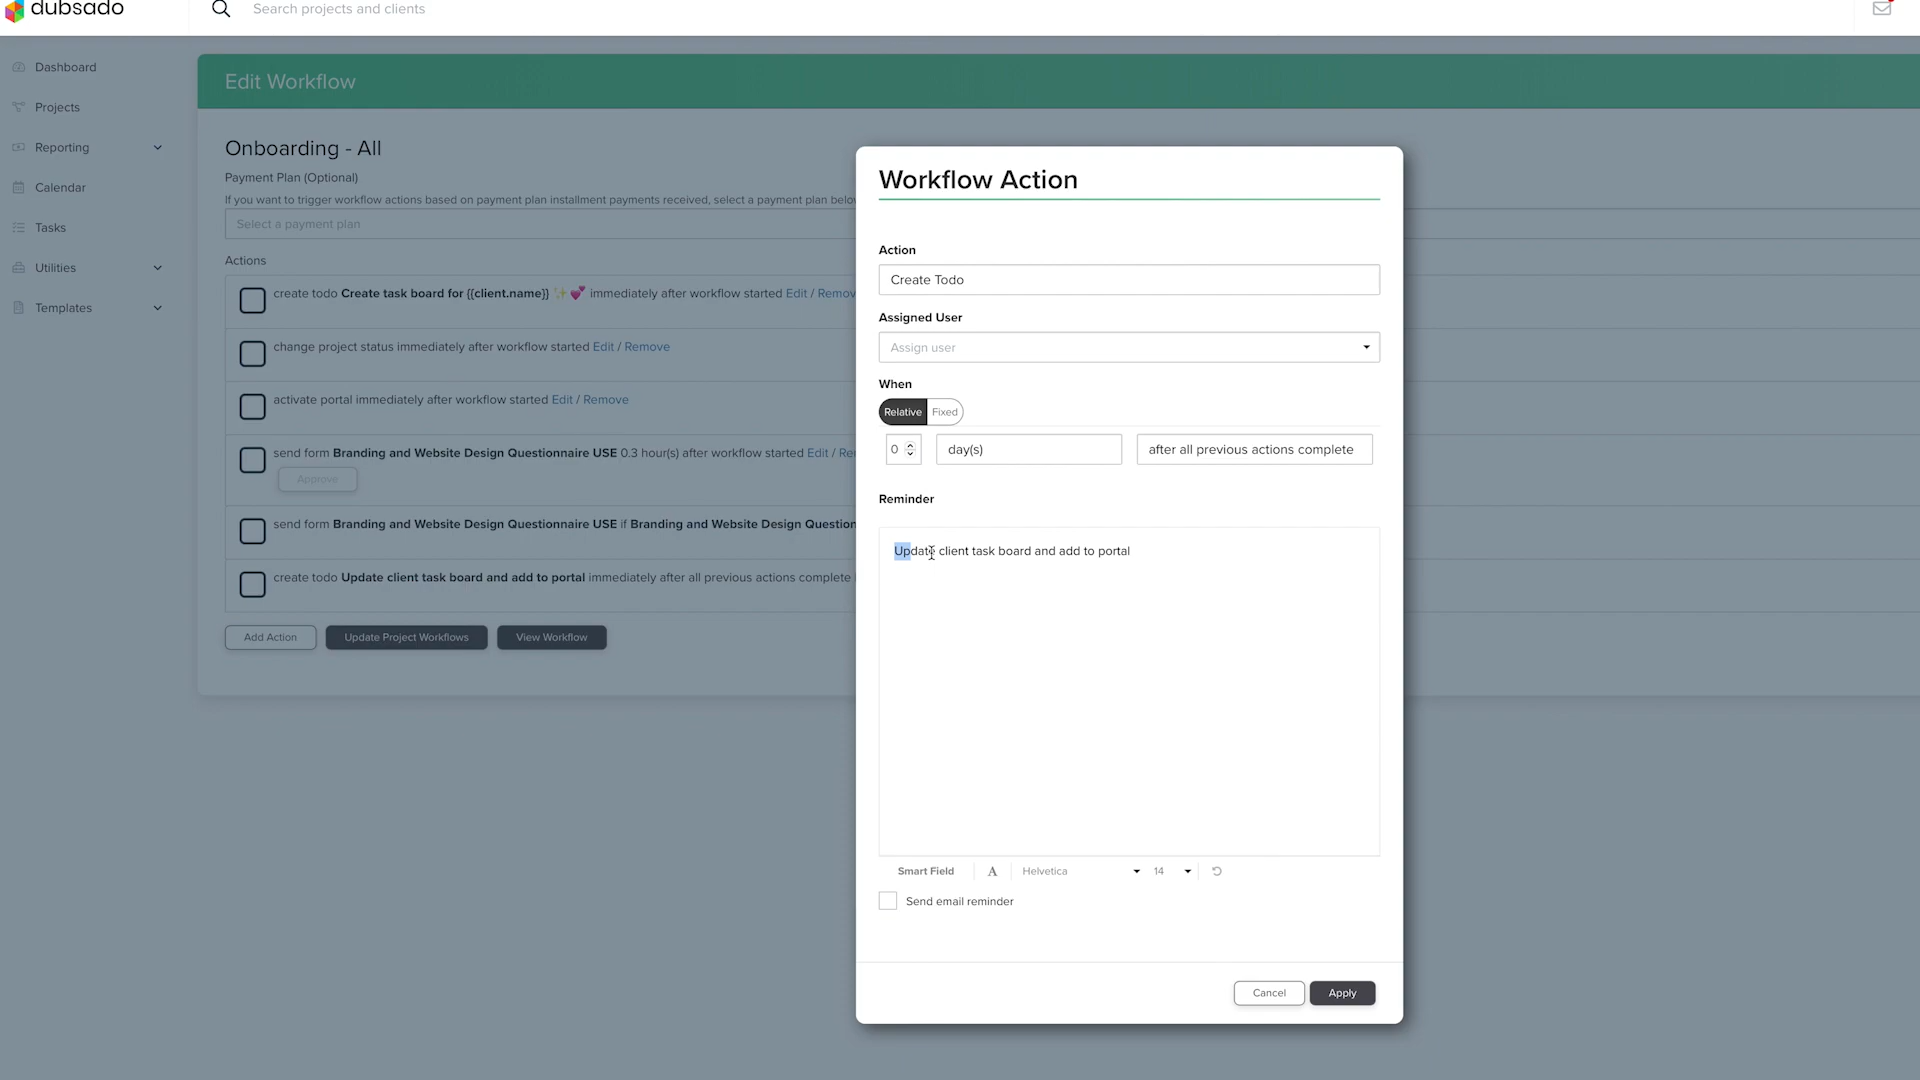 dubsado
Search projects and clients
Dashboard
Projects
Reporting
Calendar
Tasks
Utilities
Templates
Edit Workflow
Onboarding - All
Payment Plan (Optional)
If you want to trigger workflow actions based on payment plan installment payments received, select a payment plan
Select a payment plan
Actions
create todo Create task board for {{client.name}} ✨💕 immediately after workflow started Edit / Remov
change project status immediately after workflow started Edit / Remove
activate portal immediately after workflow started Edit / Remove
send form Branding and Website Design Questionnaire USE 0.3 hour(s) after workflow started Edit / Re
Approve
send form Branding and Website Design Questionnaire USE if Branding and Website Design Question
create todo Update client task board and add to portal immediately after all previous actions complete
Add Action
Update Project Workflows
View Workflow
Workflow Action
Action
Create Todo
Assigned User
Assign user
When
Relative Fixed
0 day(s) after all previous actions complete
Reminder
Update client task board and add to portal
Smart Field A Helvetica 14
Send email reminder
Cancel Apply